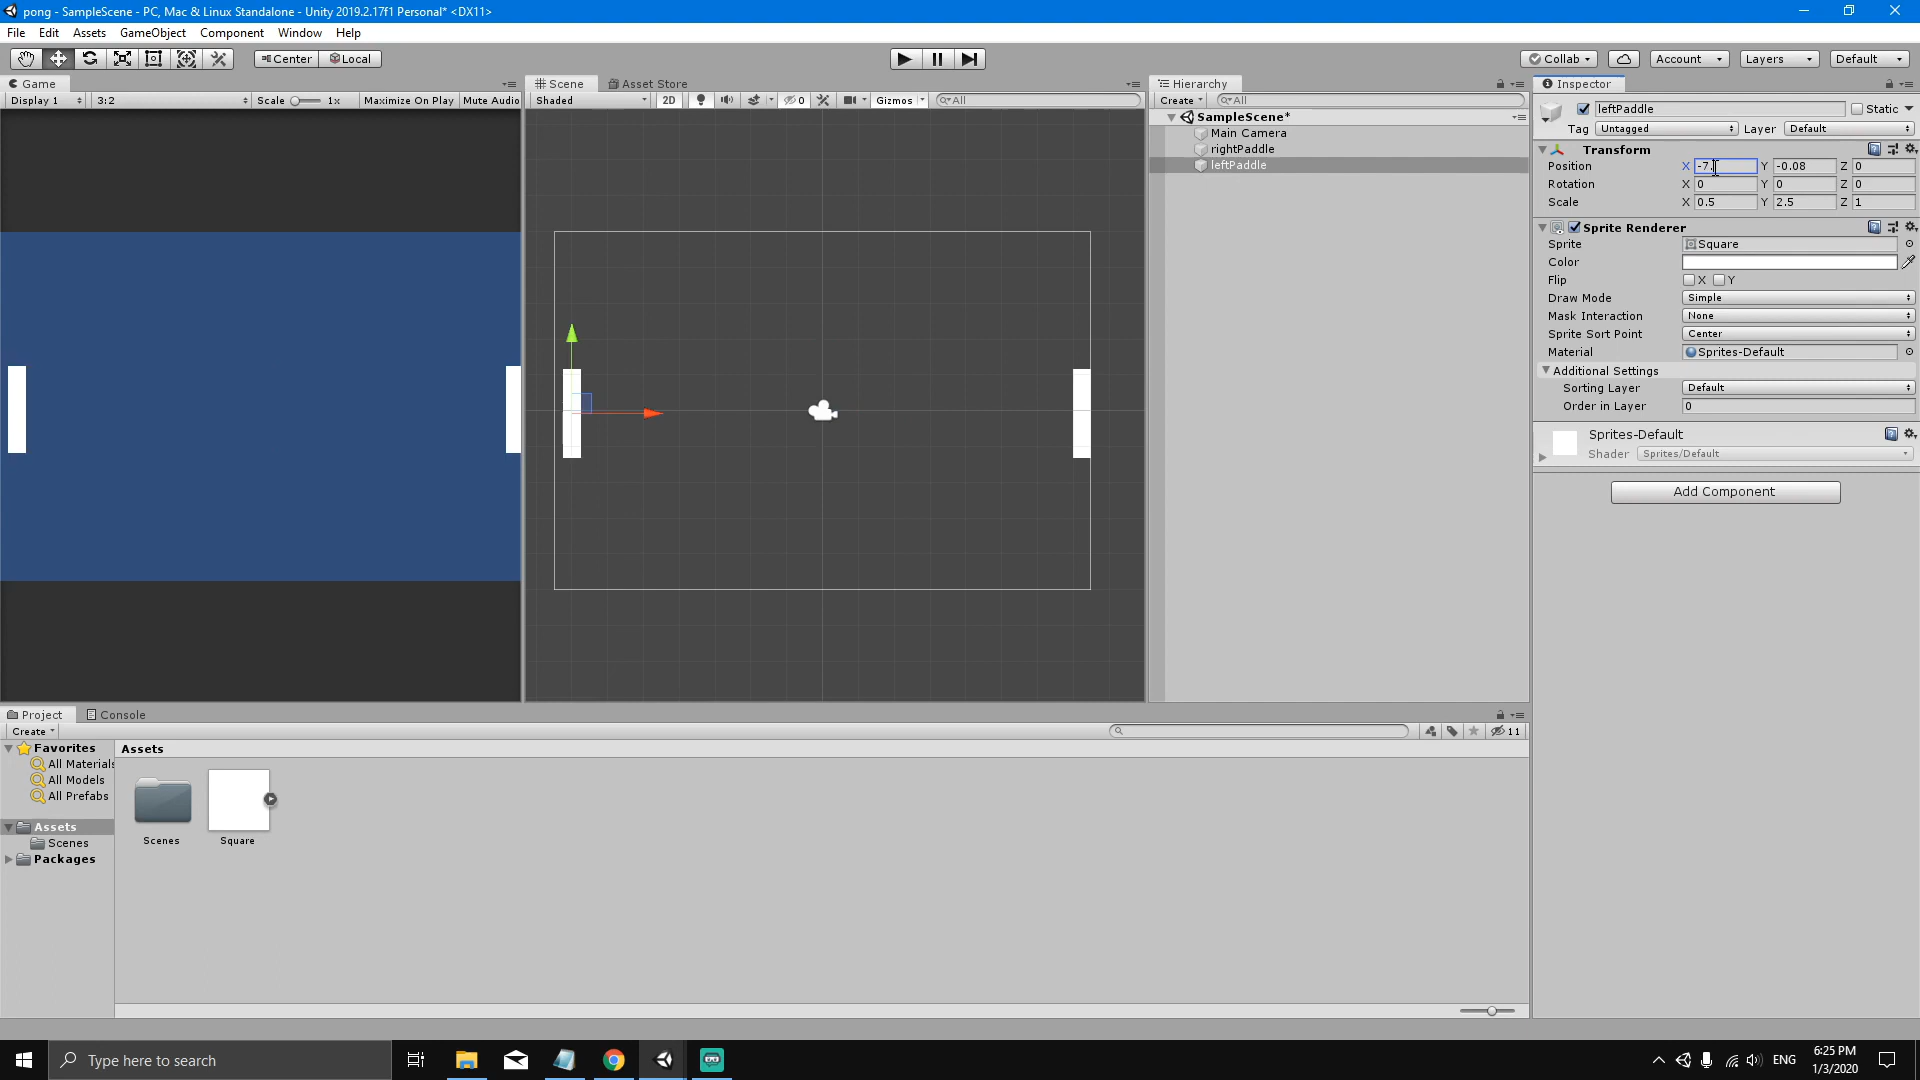 pong - SampleScene - PC, Mac & Linux Standalone - Unity 2019.2.17f1 Personal* <DX11>
File Edit Assets GameObject Component Window Help
Center Local Collab Account Layers Default
Game
Display 1 3:2 Scale 1x Maximize On Play Mute Audio
Scene Asset Store
Shaded 2D 0 Gizmos All
Hierarchy
Create All
SampleScene*
Main Camera
rightPaddle
leftPaddle
Inspector
leftPaddle Static
Tag Untagged Layer Default
Transform
Position X -7. Y -0.08 Z 0
Rotation X 0 Y 0 Z 0
Scale X 0.5 Y 2.5 Z 1
Sprite Renderer
Sprite Square
Color
Flip X Y
Draw Mode Simple
Mask Interaction None
Sprite Sort Point Center
Material Sprites-Default
Additional Settings
Sorting Layer Default
Order in Layer 0
Sprites-Default
Shader Sprites/Default
Add Component
Project Console
Create 11
Favorites
All Materials
All Models
All Prefabs
Assets
Scenes
Packages
Assets
Scenes Square
Type here to search
ENG
6:25 PM
1/3/2020